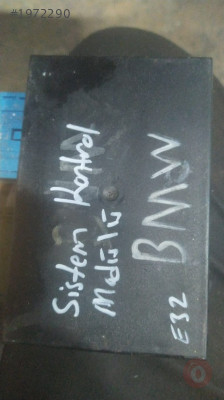 #1972290
Sistem Kontrol
Modülü
BMW
E32